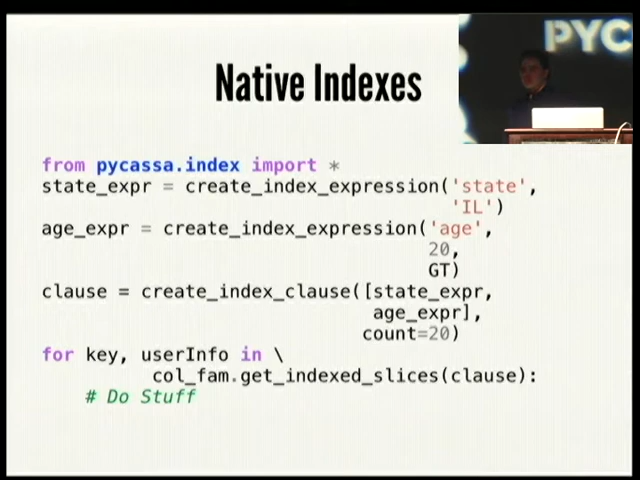 PYC
Native Indexes
from pycassa.index import *
state_expr = create_index_expression('state',
'IL')
age_expr = create_index_expression('age',
20,
GT)
clause = create_index_clause([state_expr,
age_expr],
count=20)
for key, userInfo in \
col_fam.get_indexed_slices(clause):
# Do Stuff